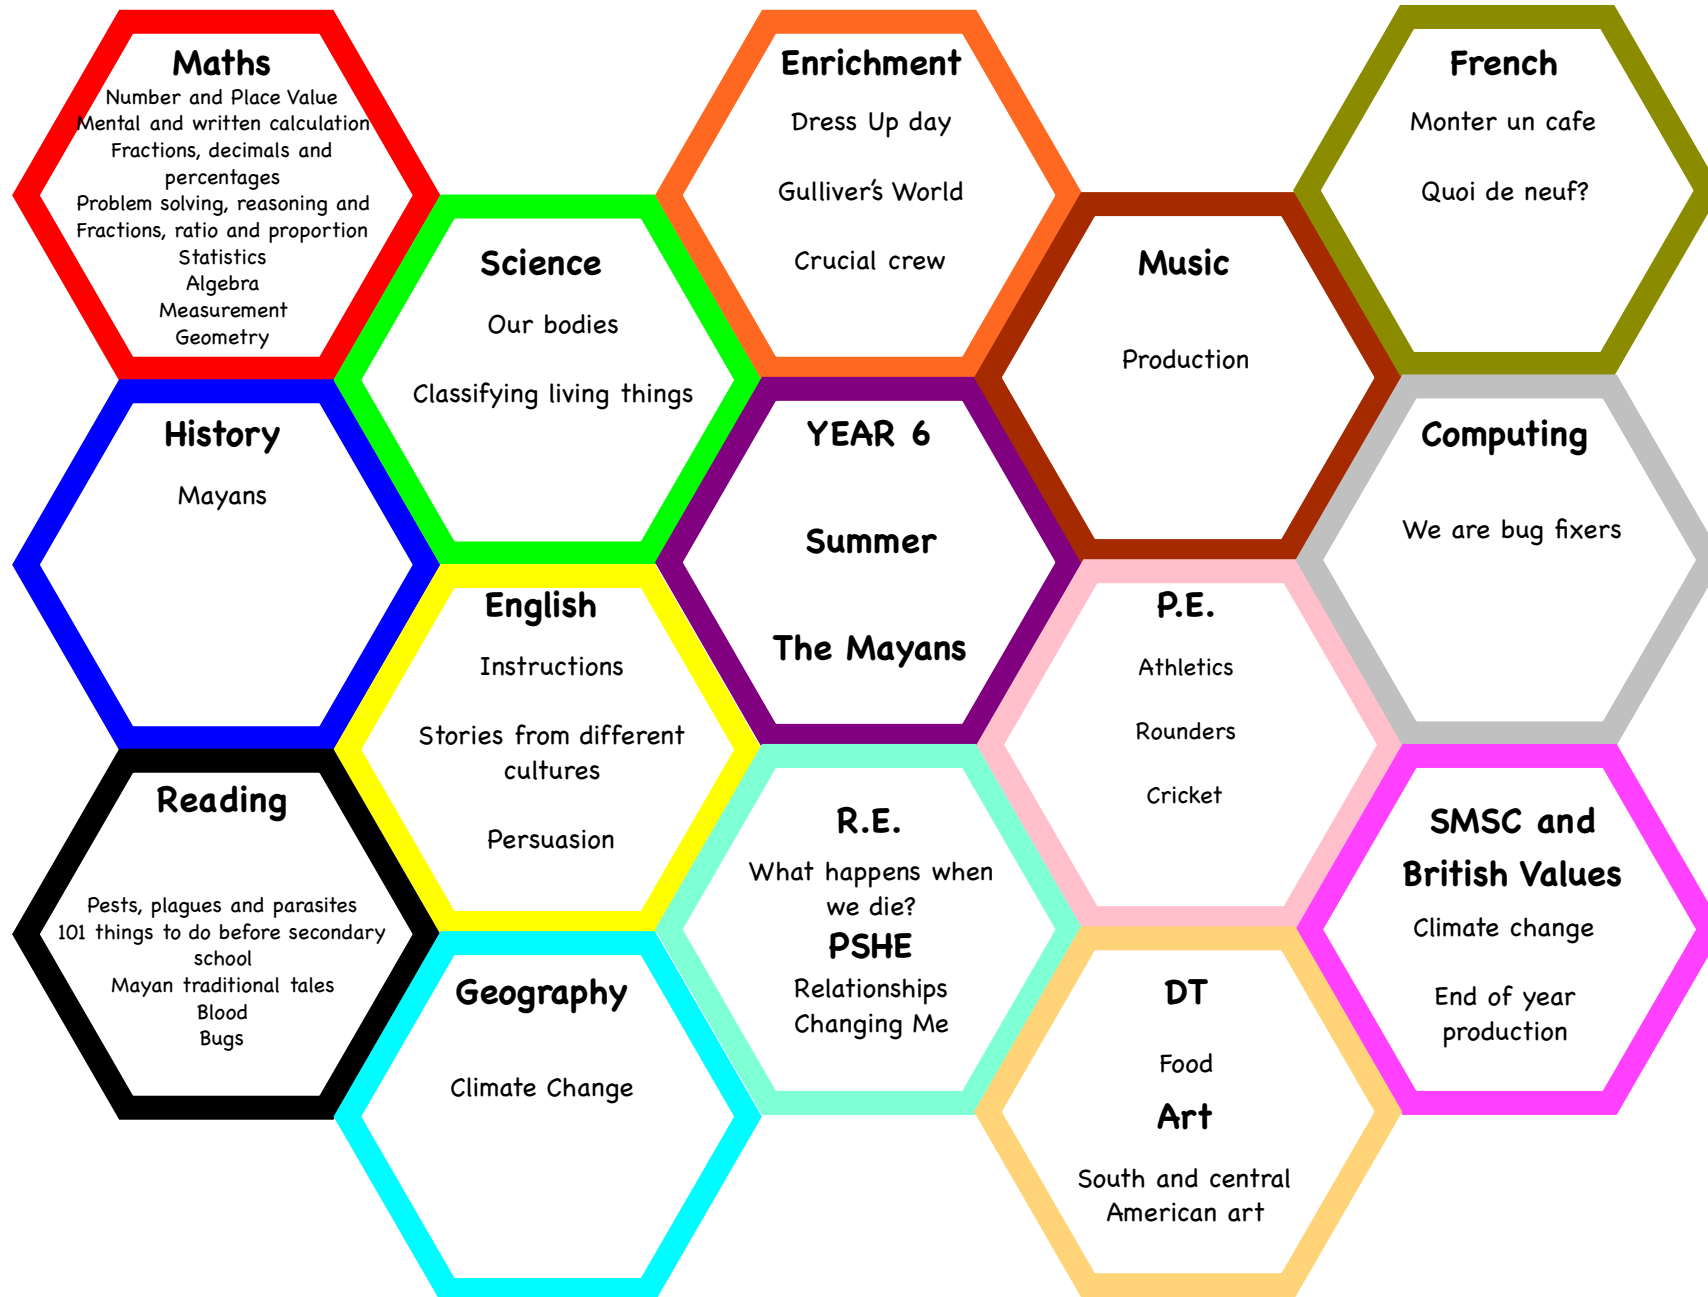 Maths
Number and Place Value
Mental and written calculation
Fractions, decimals and
percentages
Problem solving, reasoning and
Fractions, ratio and proportion
Statistics
Algebra
Measurement
Geometry
Enrichment
Dress Up day
Gulliver's World
Crucial crew
French
Monter un cafe
Quoi de neuf?
Science
Our bodies
Classifying living things
Music
Production
History
Mayans
YEAR 6
Summer
The Mayans
Computing
We are bug fixers
English
Instructions
Stories from different
cultures
Persuasion
P.E.
Athletics
Rounders
Cricket
Reading
Pests, plagues and parasites
101 things to do before secondary
school
Mayan traditional tales
Blood
Bugs
R.E.
What happens when
we die?
PSHE
Relationships
Changing Me
SMSC and
British Values
Climate change
End of year
production
Geography
Climate Change
DT
Food
Art
South and central
American art